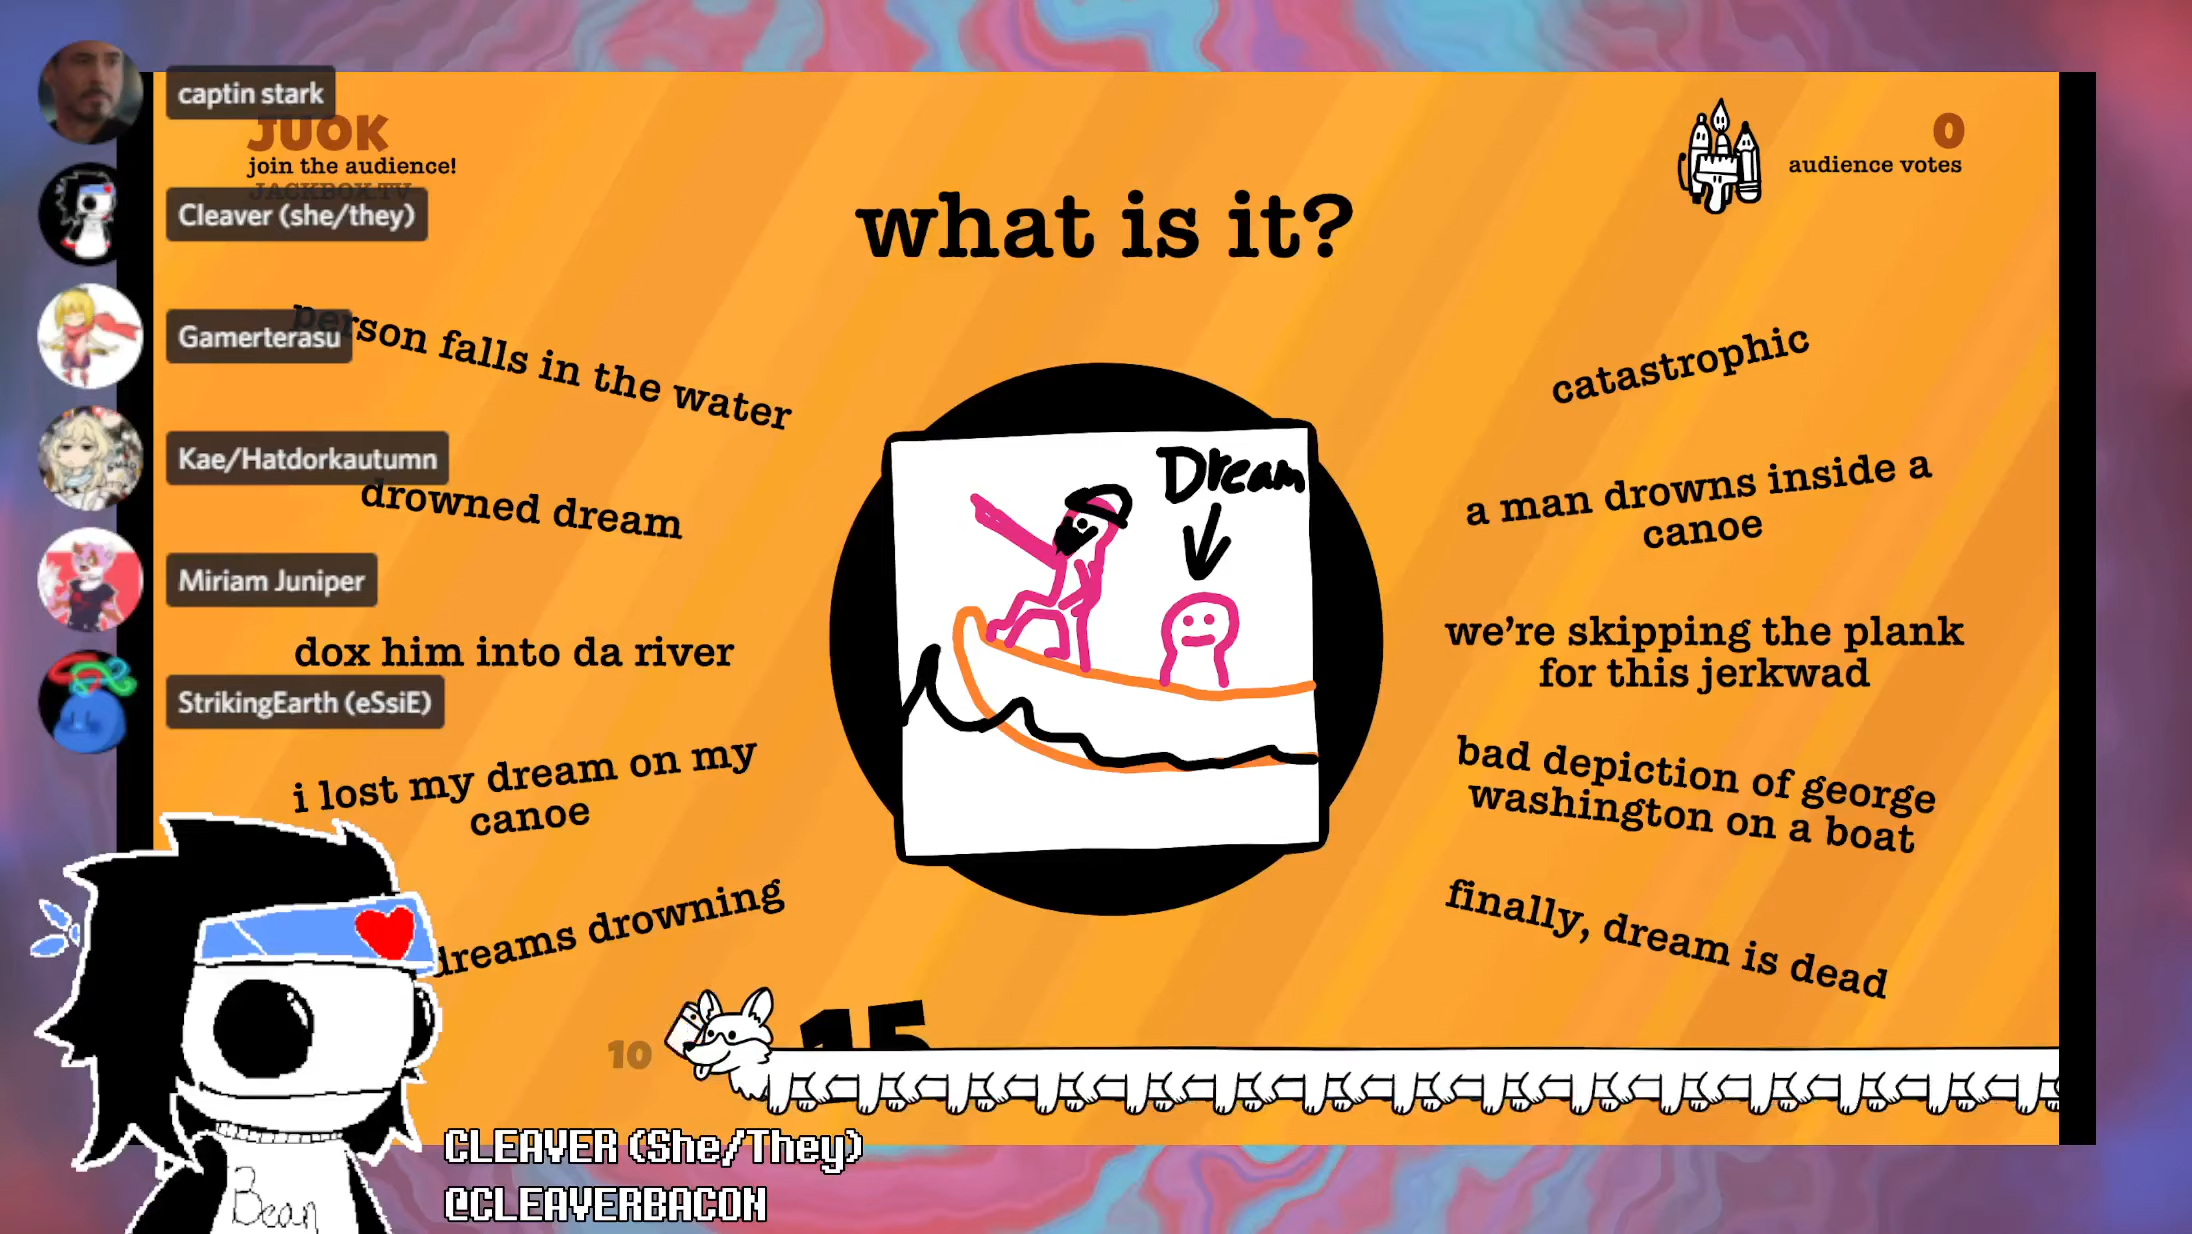 captin stark
JUOK
join the audience!
JACKBOX.TV
Cleaver (she/they)
Gamerterasu
Kae/Hatdorkautumn
Miriam Juniper
StrikingEarth (eSsiE)
0
audience votes
what is it?
person falls in the water
drowned dream
dox him into da river
i lost my dream on my
canoe
dreams drowning
Dream
catastrophic
a man drowns inside a
canoe
we're skipping the plank
for this jerkwad
bad depiction of george
washington on a boat
finally, dream is dead
10
15
Bean
CLEAVER (She/They)
@CLEAVERBACON